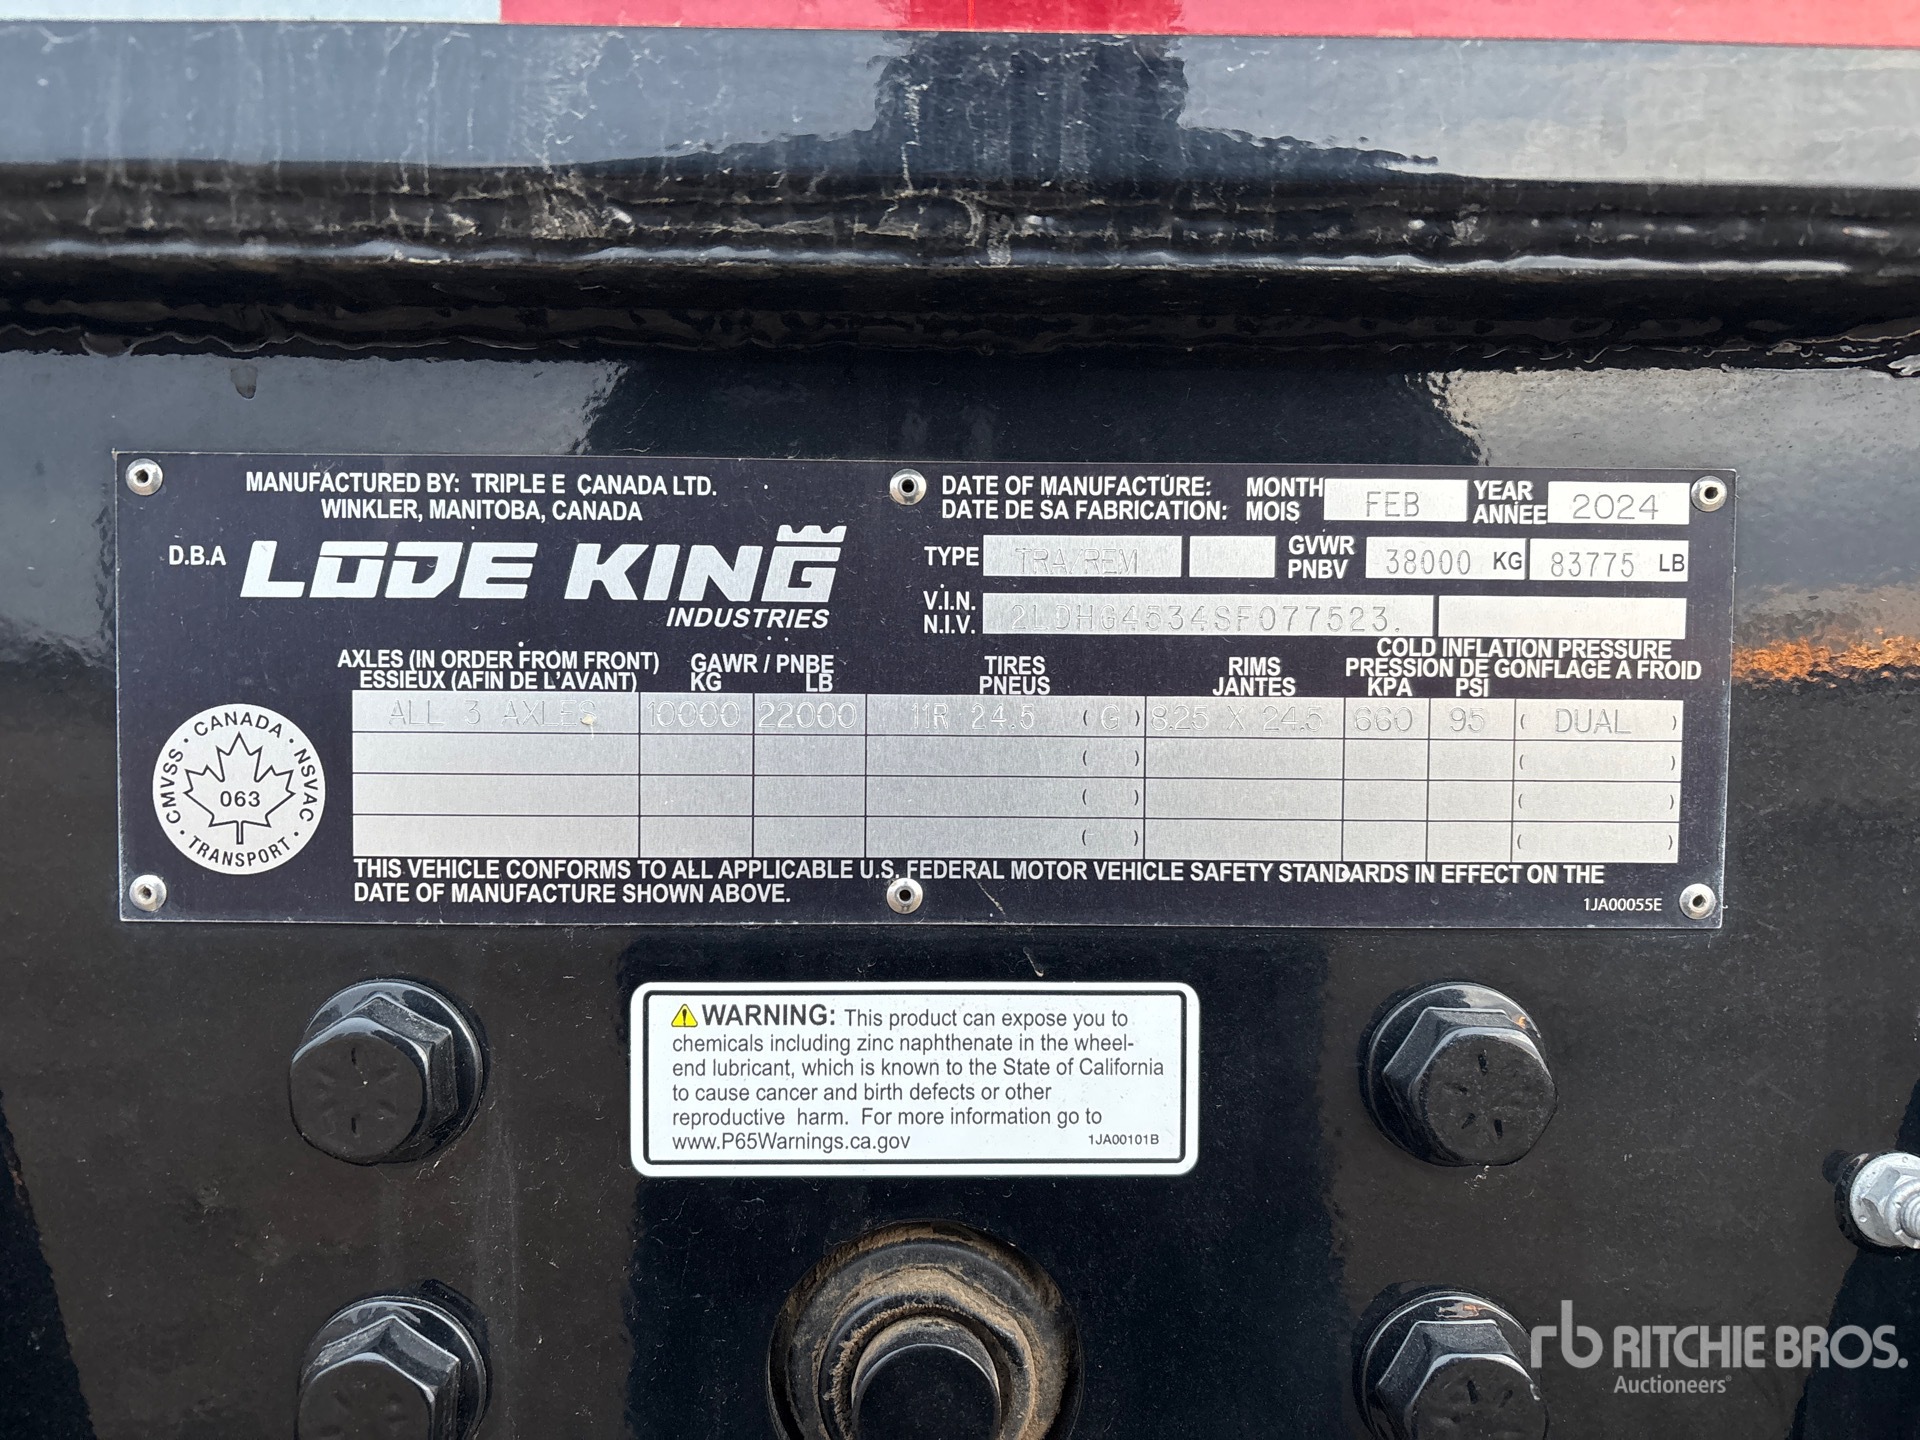 MANUFACTURED BY: TRIPLE E CANADA LTD.
WINKLER, MANITOBA, CANADA
D.B.A LODE KING
INDUSTRIES
DATE OF MANUFACTURE: MONTH FEB YEAR 2024
DATE DE SA FABRICATION: MOIS ANNÉE
TYPE TRA/REM GVWR 38000 KG 83775 LB
PNBV
V.I.N. 2LDHG4534SF077523.
N.I.V.
AXLES (IN ORDER FROM FRONT) GAWR / PNBE TIRES RIMS COLD INFLATION PRESSURE
ESSIEUX (AFIN DE L'AVANT) KG LB PNEUS JANTES PRESSION DE GONFLAGE A FROID
KPA PSI
ALL 3 AXLES 10000 22000 11R 24.5 ( G ) 8.25 X 24.5 660 95 ( DUAL )
( ) ( )
( ) ( )
( ) ( )
CMVSS · CANADA · NSVAC · TRANSPORT ·
063
THIS VEHICLE CONFORMS TO ALL APPLICABLE U.S. FEDERAL MOTOR VEHICLE SAFETY STANDARDS IN EFFECT ON THE
DATE OF MANUFACTURE SHOWN ABOVE.
1JA00055E
WARNING: This product can expose you to
chemicals including zinc naphthenate in the wheel-
end lubricant, which is known to the State of California
to cause cancer and birth defects or other
reproductive harm. For more information go to
www.P65Warnings.ca.gov 1JA00101B
rb RITCHIE BROS.
Auctioneers